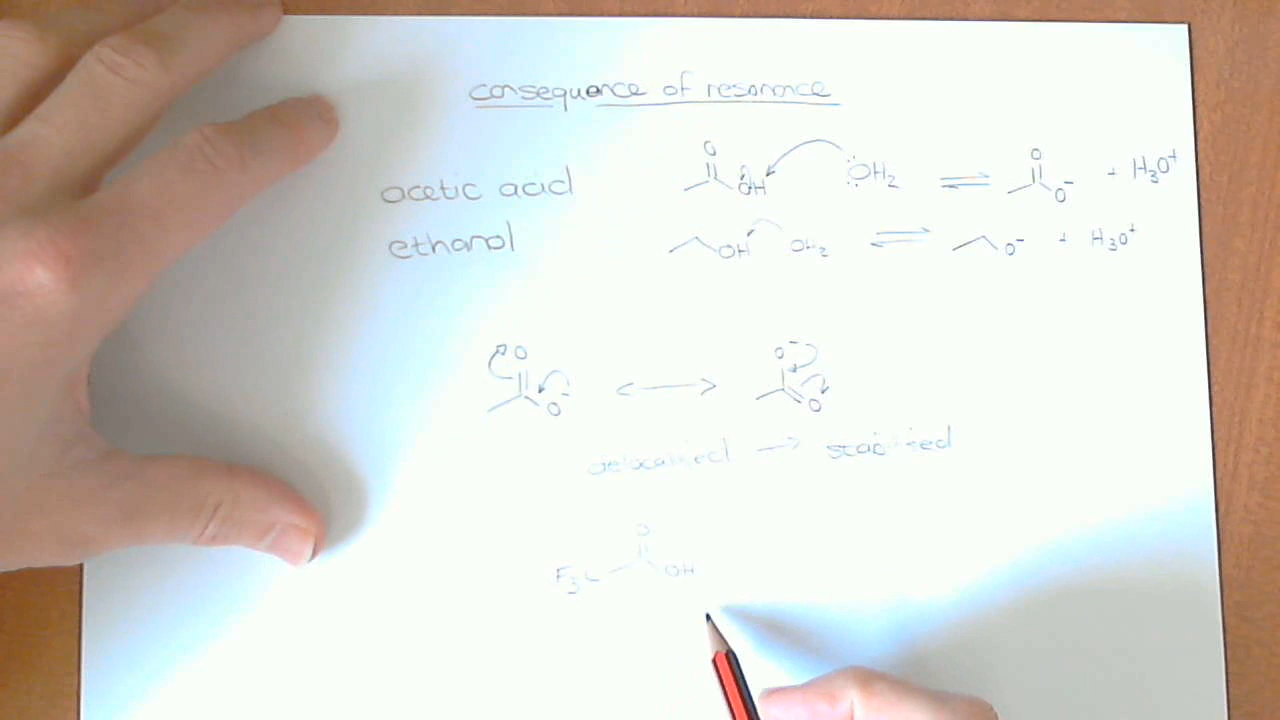 consequence of resonance
O
acetic acid OH OH2 ⇌ O O- + H3O+
ethanol OH OH2 ⇌ O- + H3O+
O O-
O- ⟷ O
delocalised → stabilised
O
F3C OH